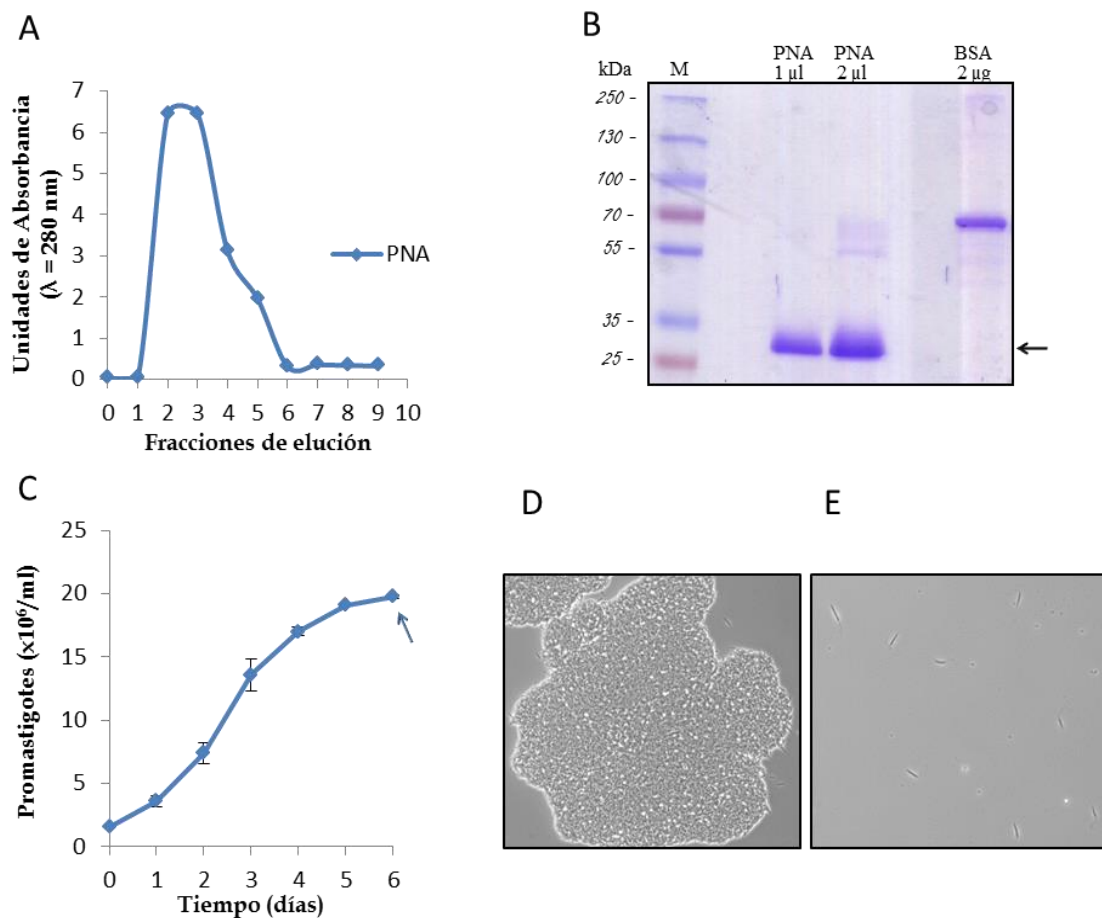 A
7
6
5
4
3
2
1
0
0 1 2 3 4 5 6 7 8 9 10
Unidades de Absorbancia
(λ = 280 nm)
Fracciones de elución
PNA
B
PNA PNA BSA
kDa M 1 µl 2 µl 2 µg
250 -
130 -
100 -
70 -
55 -
35 -
25 -
C
25
20
15
10
5
0
0 1 2 3 4 5 6
Promastigotes (x10⁶/ml)
Tiempo (días)
D
E